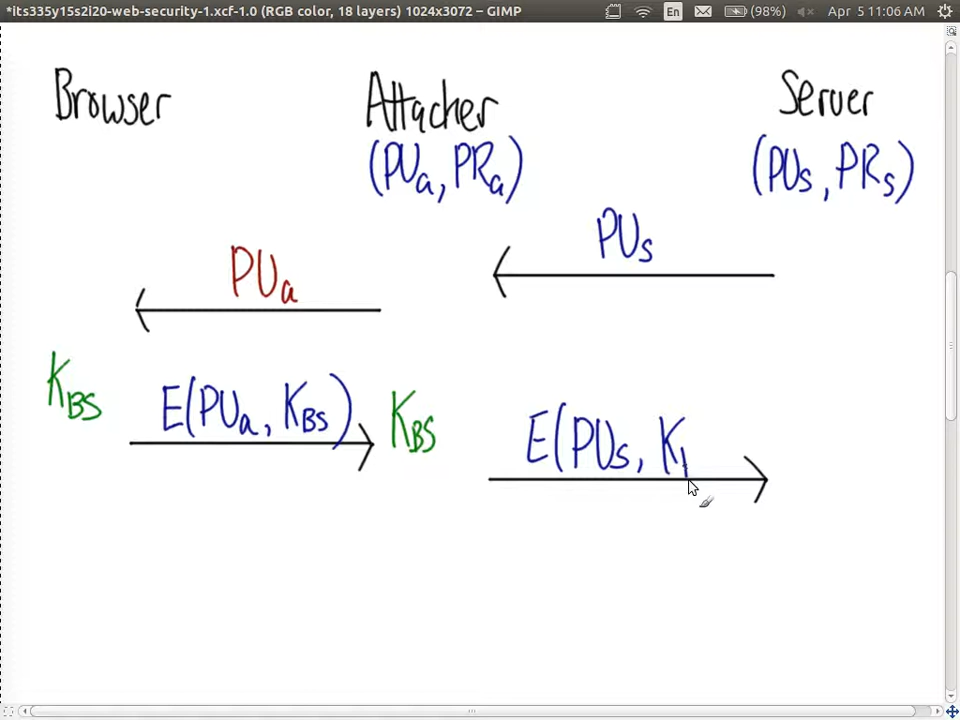 *its335y15s2i20-web-security-1.xcf-1.0 (RGB color, 18 layers) 1024x3072 – GIMP En (98%) Apr 5 11:06 AM
Browser Attacker Server
(PUa, PRa) (PUs, PRs)
PUs
PUa
KBS E(PUa, KBS) KBS
E(PUs, K